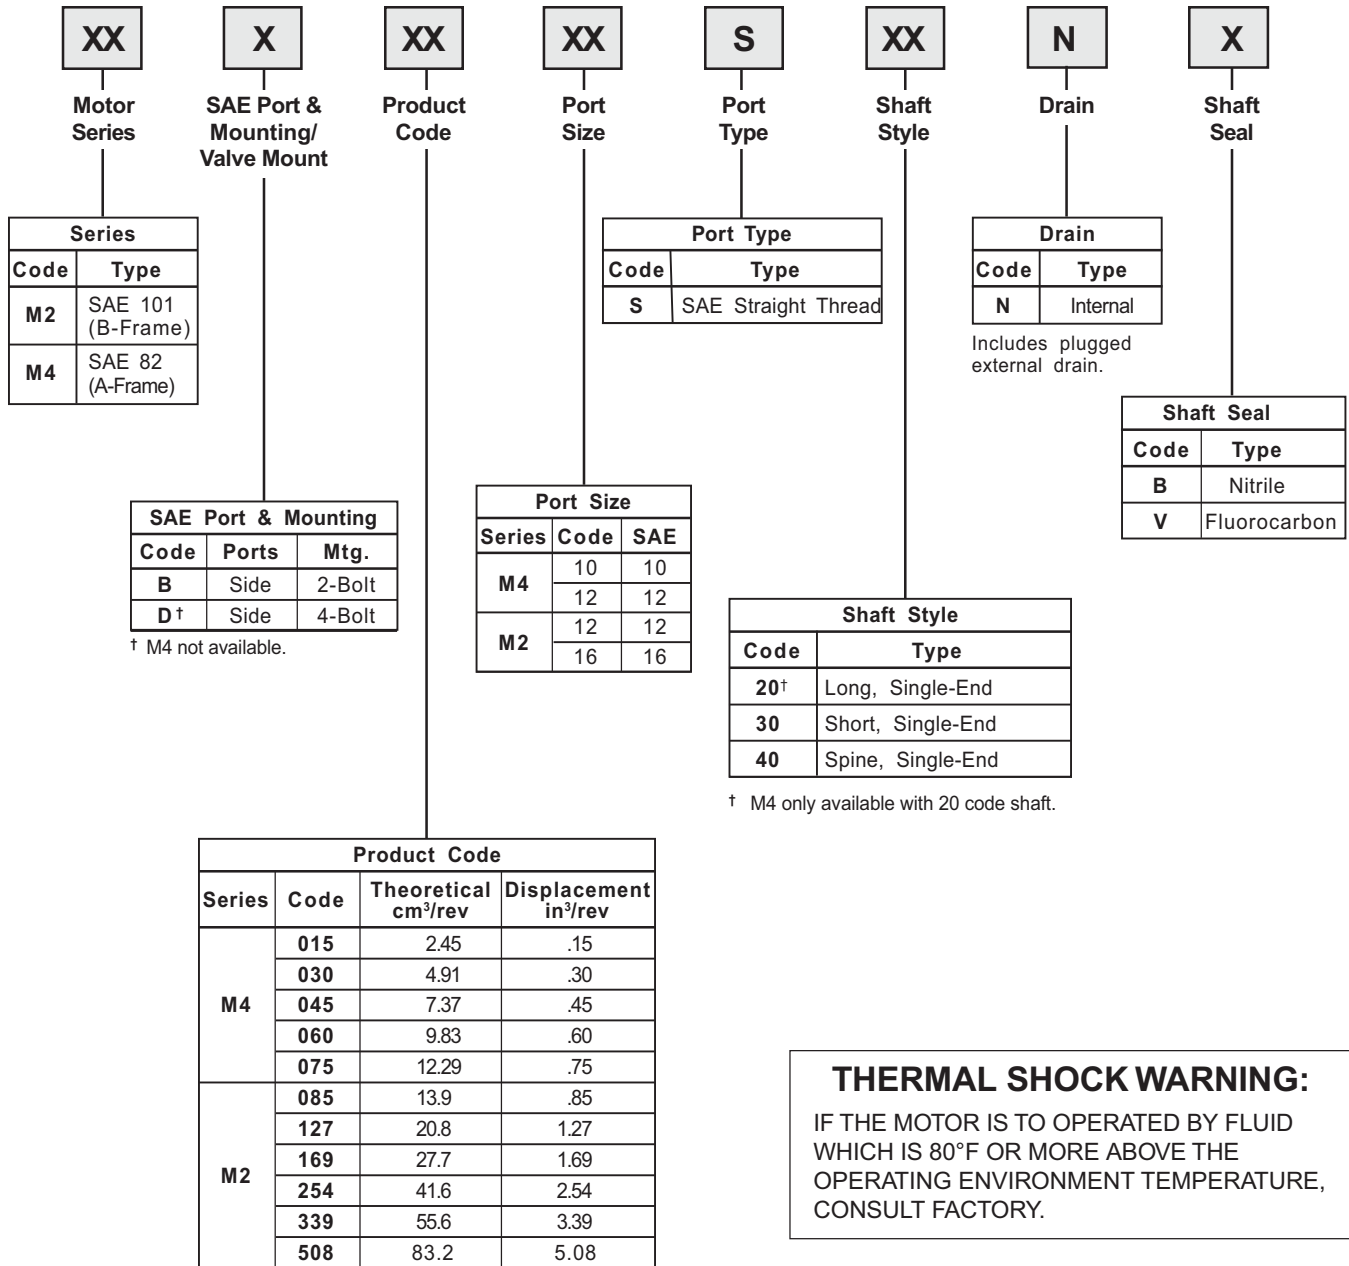 XX X XX XX S XX N X
Motor Series
SAE Port & Mounting/ Valve Mount
Product Code
Port Size
Port Type
Shaft Style
Drain
Shaft Seal
Series
Code Type
M2 SAE 101 (B-Frame)
M4 SAE 82 (A-Frame)
Port Type
Code Type
S SAE Straight Thread
Drain
Code Type
N Internal
Includes plugged
external drain.
Shaft Seal
Code Type
B Nitrile
V Fluorocarbon
SAE Port & Mounting
Code Ports Mtg.
B Side 2-Bolt
D† Side 4-Bolt
† M4 not available.
Port Size
Series Code SAE
M4 10 10
12 12
M2 12 12
16 16
Shaft Style
Code Type
20† Long, Single-End
30 Short, Single-End
40 Spine, Single-End
† M4 only available with 20 code shaft.
Product Code
Series Code Theoretical cm³/rev Displacement in³/rev
M4 015 2.45 .15
030 4.91 .30
045 7.37 .45
060 9.83 .60
075 12.29 .75
M2 085 13.9 .85
127 20.8 1.27
169 27.7 1.69
254 41.6 2.54
339 55.6 3.39
508 83.2 5.08
THERMAL SHOCK WARNING:
IF THE MOTOR IS TO OPERATED BY FLUID
WHICH IS 80°F OR MORE ABOVE THE
OPERATING ENVIRONMENT TEMPERATURE,
CONSULT FACTORY.